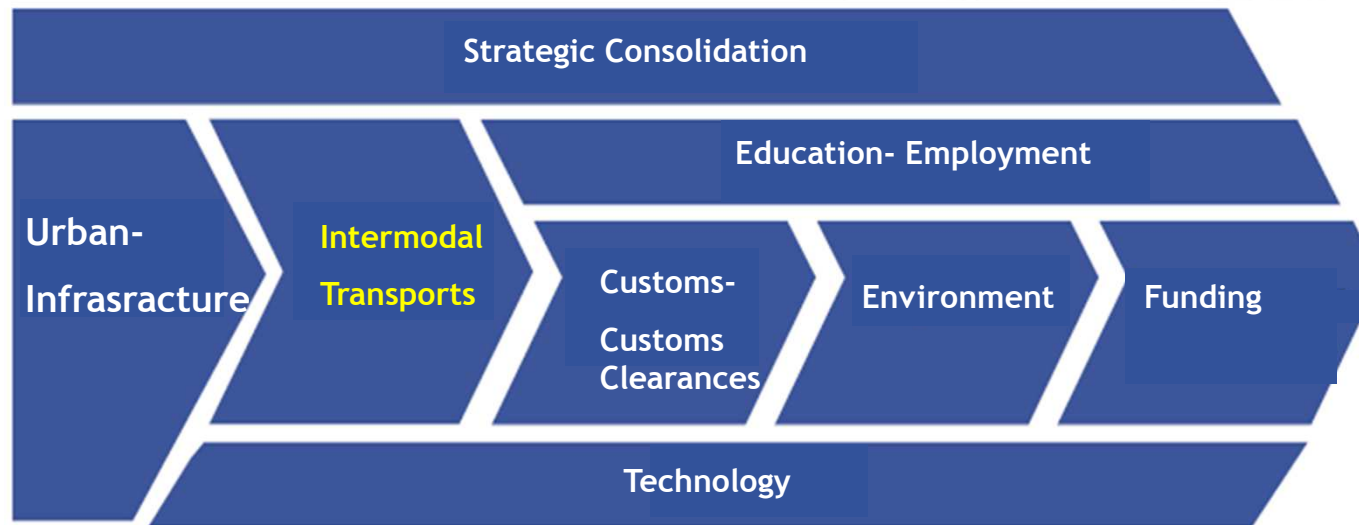 Strategic Consolidation
Education- Employment
Urban-
Infrasracture
Intermodal
Transports
Customs-
Customs
Clearances
Environment
Funding
Technology